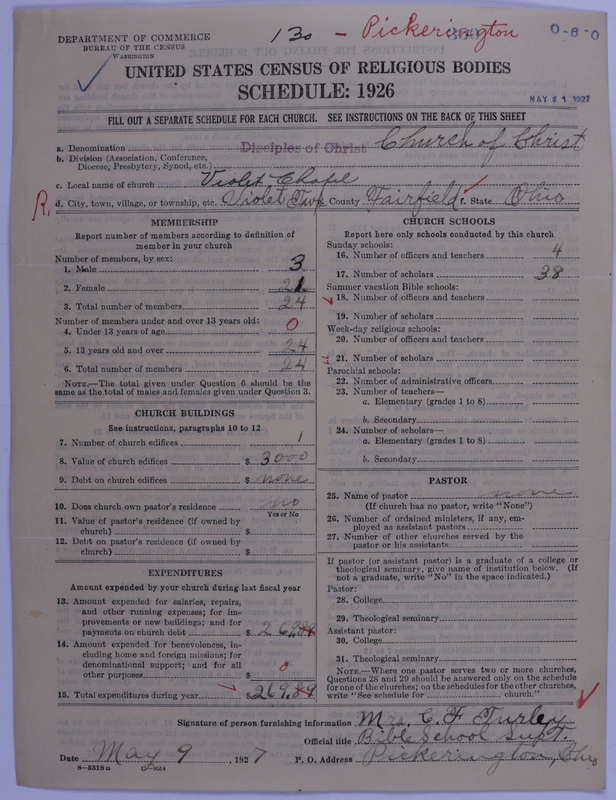 DEPARTMENT OF COMMERCE
BUREAU OF THE CENSUS
WASHINGTON
130 - Pickerington
0-6-0
UNITED STATES CENSUS OF RELIGIOUS BODIES
SCHEDULE: 1926
MAY 21 1927
FILL OUT A SEPARATE SCHEDULE FOR EACH CHURCH. SEE INSTRUCTIONS ON THE BACK OF THIS SHEET
a. Denomination Disciples of Christ Church of Christ
b. Division (Association, Conference,
Diocese, Presbytery, Synod, etc.)
c. Local name of church Violet Chapel
R. d. City, town, village, or township, etc. Violet Twp County Fairfield f. State Ohio
MEMBERSHIP
Report number of members according to definition of
member in your church
Number of members, by sex:
1. Male 3
2. Female 21
3. Total number of members 24
Number of members under and over 13 years old:
4. Under 13 years of age 0
5. 13 years old and over 24
6. Total number of members 24
NOTE.—The total given under Question 6 should be the
same as the total of males and females given under Question 3.
CHURCH BUILDINGS
See instructions, paragraphs 10 to 12
7. Number of church edifices 1
8. Value of church edifices $ 3000
9. Debt on church edifices $ none
10. Does church own pastor's residence no
Yes or No
11. Value of pastor's residence (if owned by
church) $
12. Debt on pastor's residence (if owned by
church) $
EXPENDITURES
Amount expended by your church during last fiscal year
13. Amount expended for salaries, repairs,
and other running expenses; for im-
provements or new buildings; and for
payments on church debt $ 269.84
14. Amount expended for benevolences, in-
cluding home and foreign missions; for
denominational support; and for all
other purposes $ 0
15. Total expenditures during year $ 269.84
CHURCH SCHOOLS
Report here only schools conducted by this church
Sunday schools:
16. Number of officers and teachers 4
17. Number of scholars 38
Summer vacation Bible schools:
18. Number of officers and teachers
19. Number of scholars
Week-day religious schools:
20. Number of officers and teachers
21. Number of scholars
Parochial schools:
22. Number of administrative officers
23. Number of teachers—
a. Elementary (grades 1 to 8)
b. Secondary
24. Number of scholars—
a. Elementary (grades 1 to 8)
b. Secondary
PASTOR
25. Name of pastor none
(If church has no pastor, write "None")
26. Number of ordained ministers, if any, em-
ployed as assistant pastors
27. Number of other churches served by the
pastor or his assistants
If pastor (or assistant pastor) is a graduate of a college or
theological seminary, give name of institution below. (If
not a graduate, write "No" in the space indicated.)
Pastor:
28. College
29. Theological seminary
Assistant pastor:
30. College
31. Theological seminary
NOTE.—Where one pastor serves two or more churches,
Questions 28 and 29 should be answered only on the schedule
for one of the churches; on the schedules for the other churches,
write "See schedule for church."
Signature of person furnishing information Mrs. C. F. Turley
Official title Bible School Supt.
Date May 9, 1927 P. O. Address Pickerington, Ohio